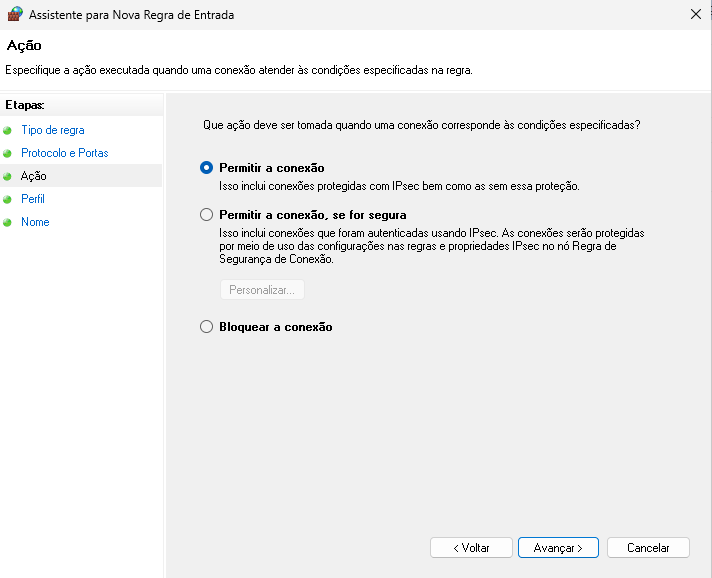 Assistente para Nova Regra de Entrada
Ação
Especifique a ação executada quando uma conexão atender às condições especificadas na regra.
Etapas:
Tipo de regra
Protocolo e Portas
Ação
Perfil
Nome
Que ação deve ser tomada quando uma conexão corresponde às condições especificadas?
Permitir a conexão
Isso inclui conexões protegidas com IPsec bem como as sem essa proteção.
Permitir a conexão, se for segura
Isso inclui conexões que foram autenticadas usando IPsec. As conexões serão protegidas
por meio de uso das configurações nas regras e propriedades IPsec no nó Regra de
Segurança de Conexão.
Personalizar...
Bloquear a conexão
< Voltar
Avançar >
Cancelar